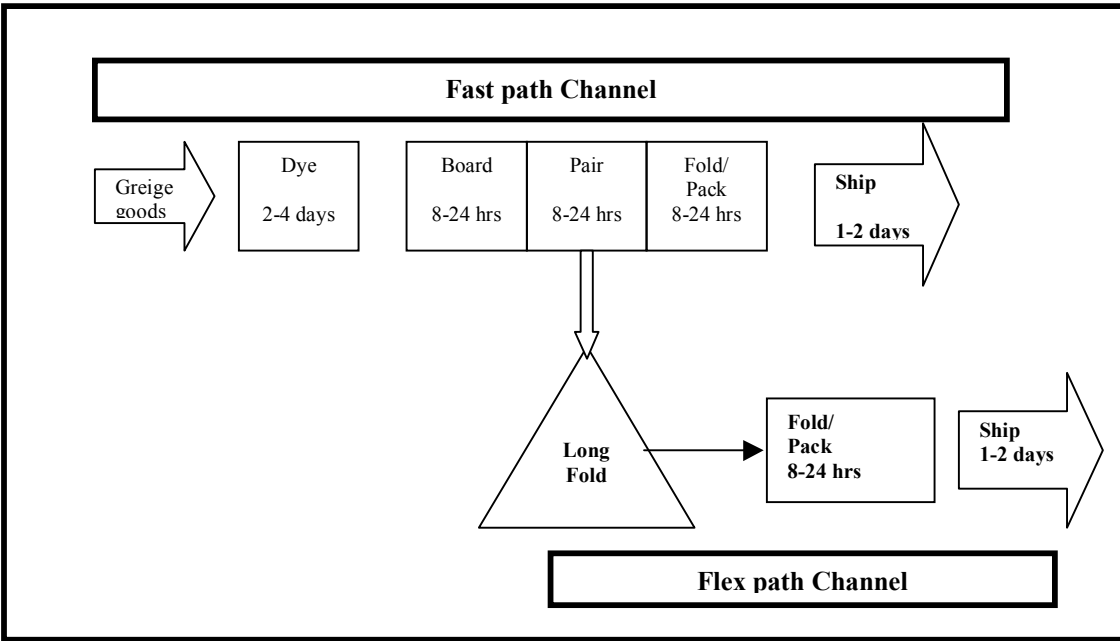 Fast path Channel
Greige
goods
Dye
2-4 days
Board
8-24 hrs
Pair
8-24 hrs
Fold/
Pack
8-24 hrs
Ship
1-2 days
Long
Fold
Fold/
Pack
8-24 hrs
Ship
1-2 days
Flex path Channel